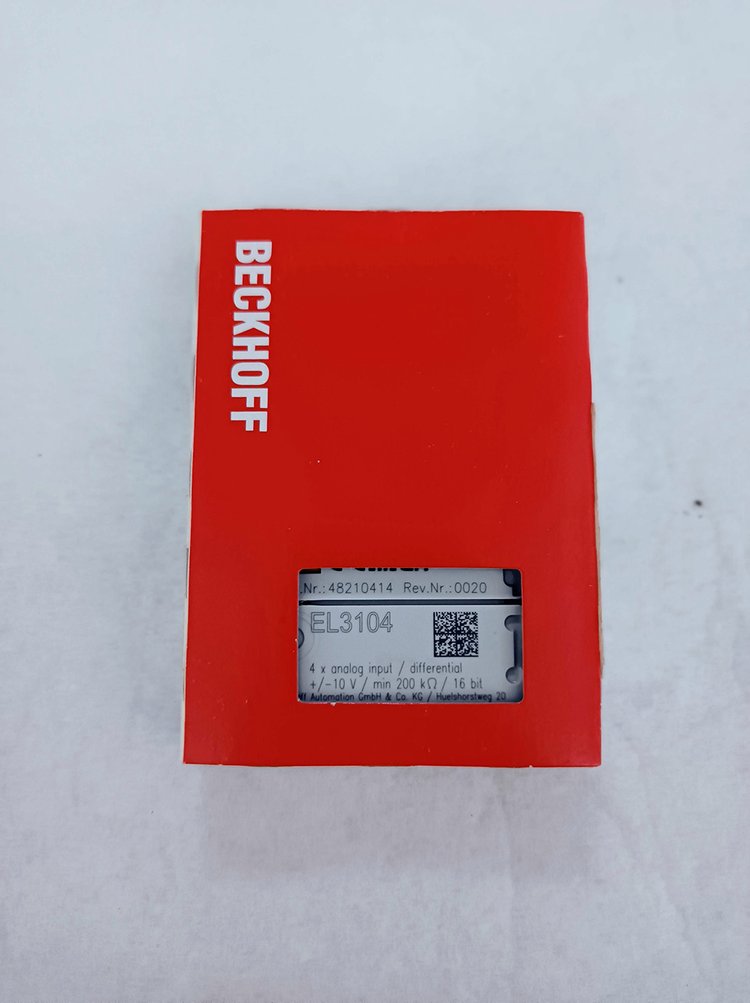 BECKHOFF
.Nr.: 48210414 Rev.Nr.: 0020
EL3104
4 x analog input / differential
+/-10 V / min 200 kΩ / 16 bit
ff Automation GmbH & Co. KG / Huelshorstweg 20